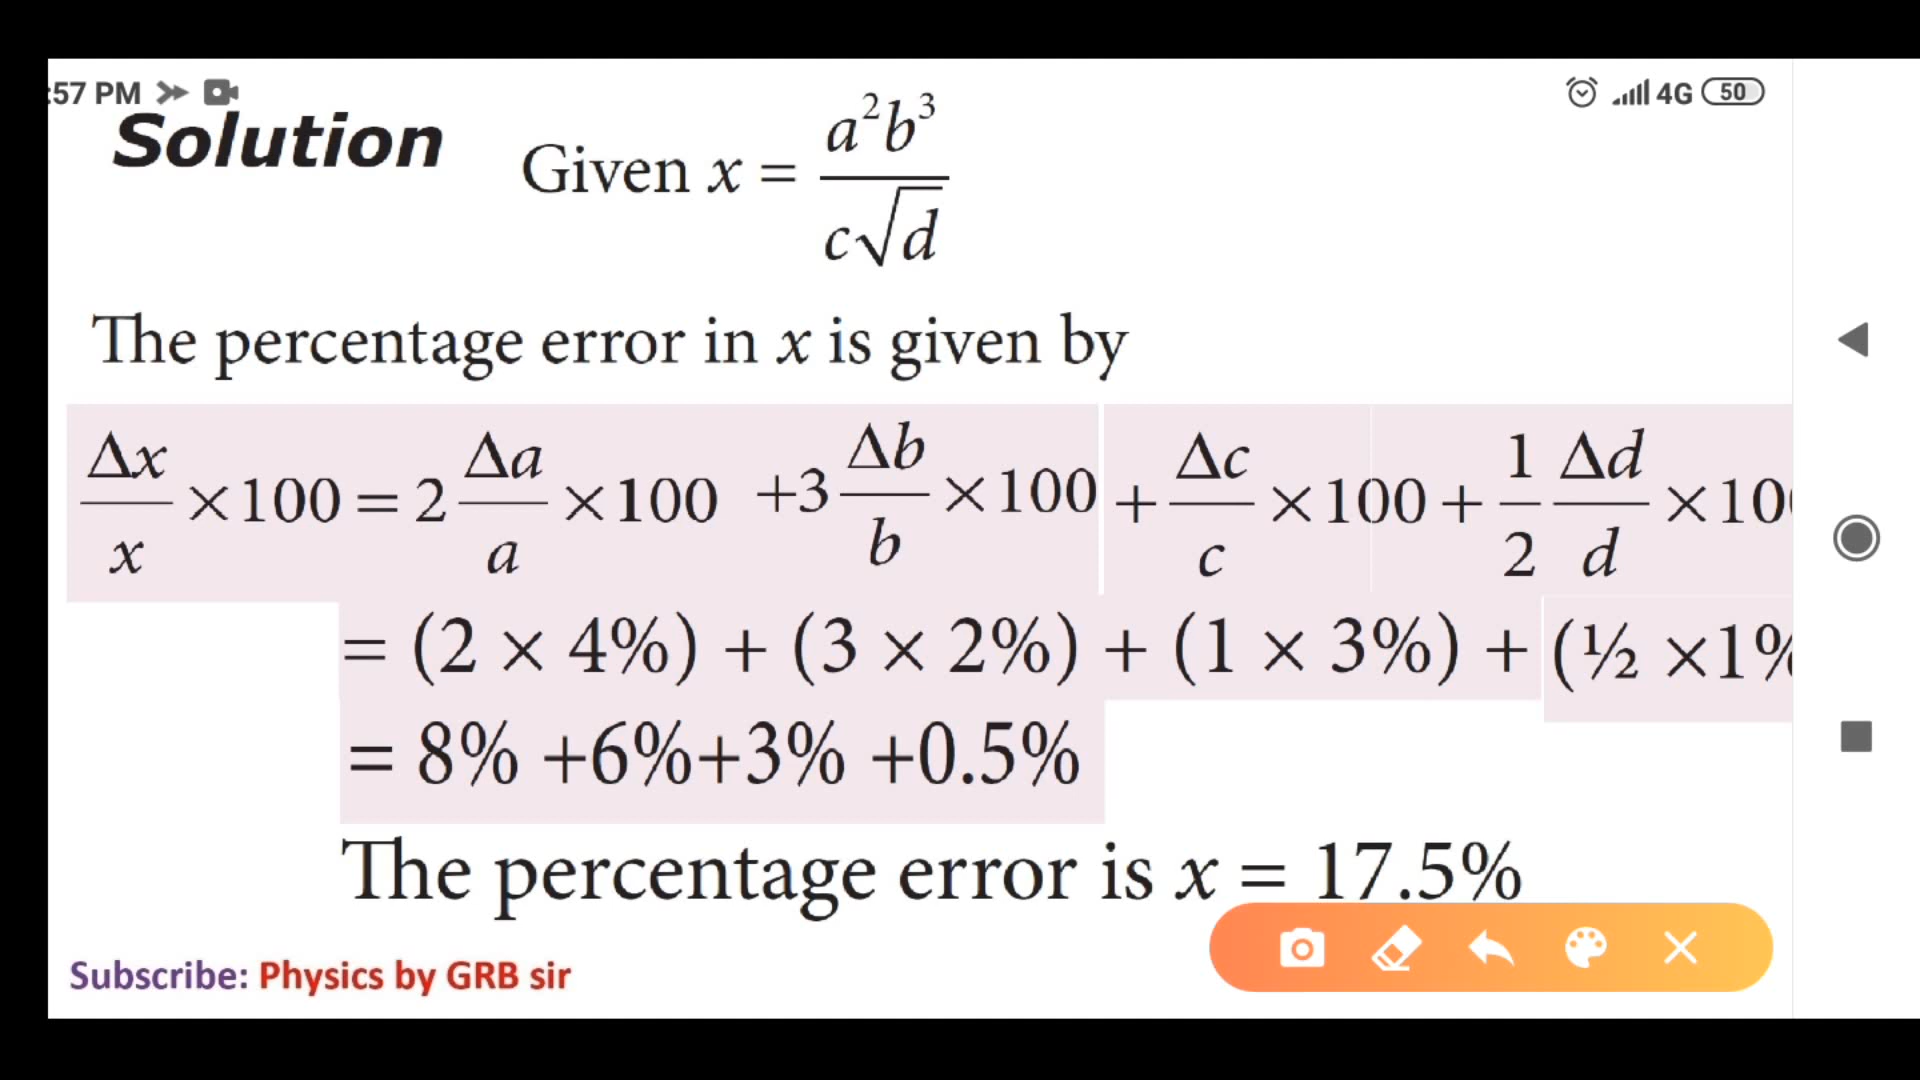 :57 PM 4G 50
Solution Given x = a²b³ / c√d
The percentage error in x is given by
Δx/x ×100 = 2 Δa/a ×100 +3 Δb/b ×100 + Δc/c ×100 + 1/2 Δd/d ×10
= (2 × 4%) + (3 × 2%) + (1 × 3%) + (½ ×1%
= 8% +6%+3% +0.5%
The percentage error is x = 17.5%
Subscribe: Physics by GRB sir